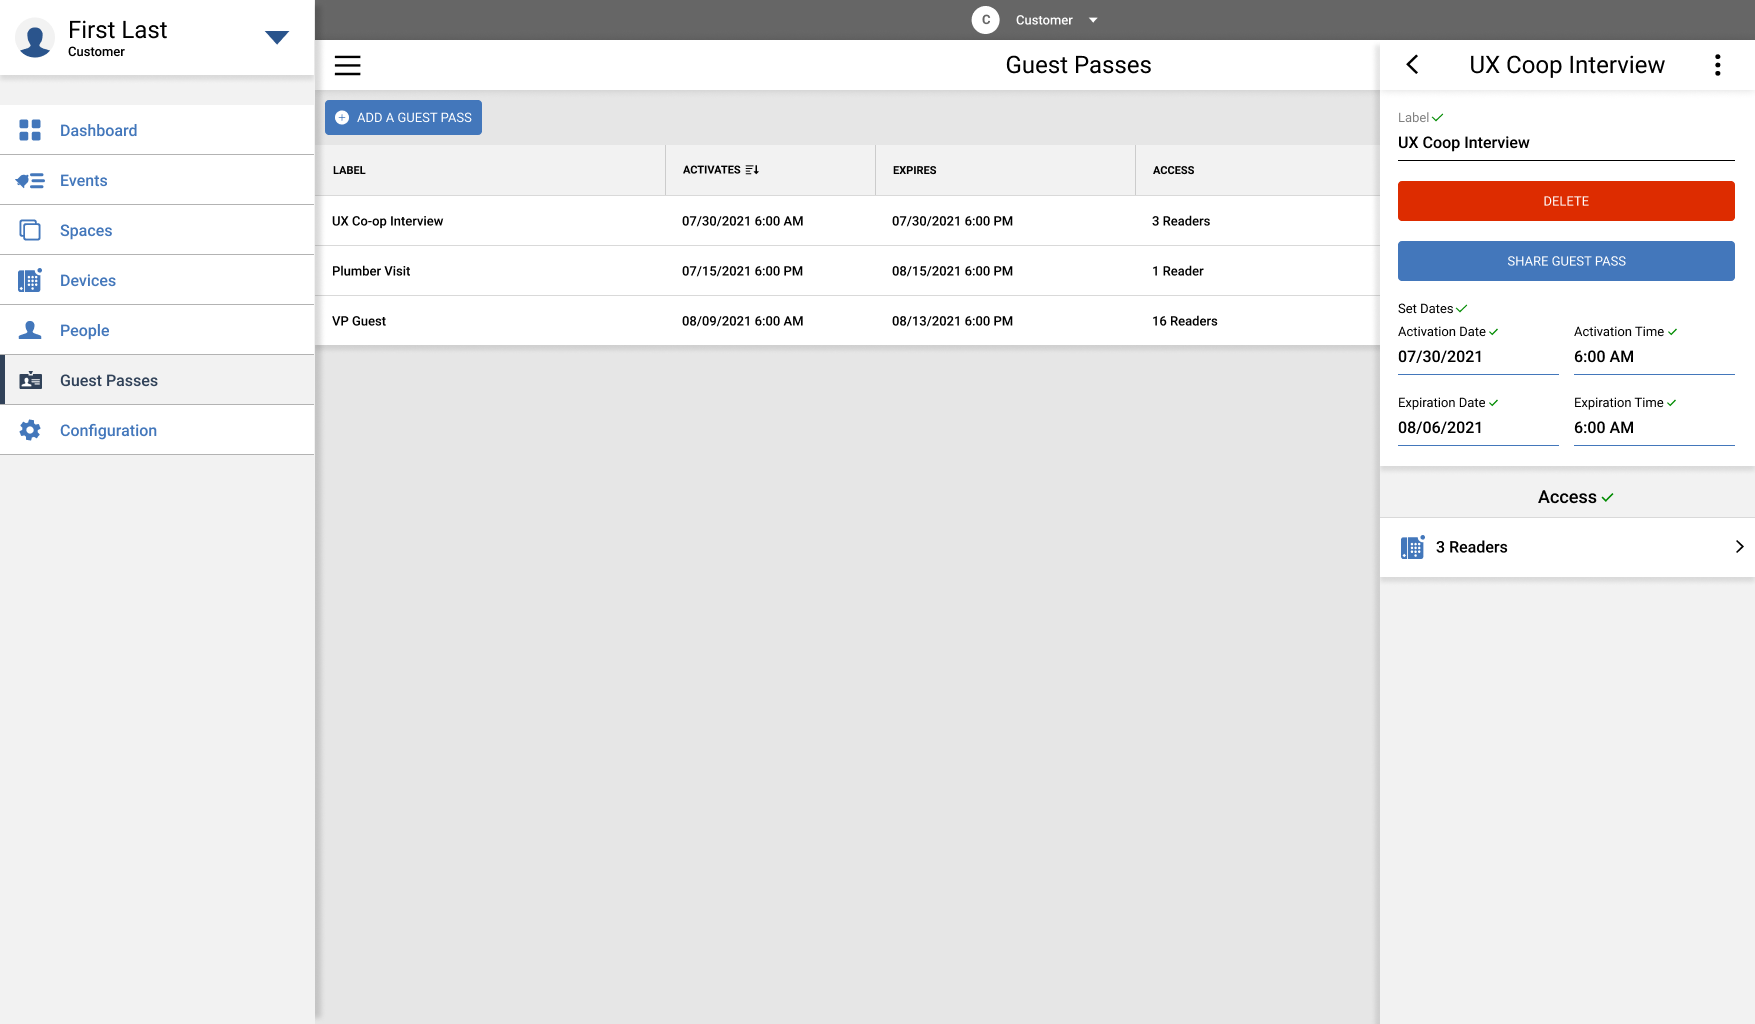 First Last
Customer
C Customer
Dashboard
Events
Spaces
Devices
People
Guest Passes
Configuration
Guest Passes
ADD A GUEST PASS
LABEL ACTIVATES EXPIRES ACCESS
UX Co-op Interview 07/30/2021 6:00 AM 07/30/2021 6:00 PM 3 Readers
Plumber Visit 07/15/2021 6:00 PM 08/15/2021 6:00 PM 1 Reader
VP Guest 08/09/2021 6:00 AM 08/13/2021 6:00 PM 16 Readers
UX Coop Interview
Label
UX Coop Interview
DELETE
SHARE GUEST PASS
Set Dates
Activation Date Activation Time
07/30/2021 6:00 AM
Expiration Date Expiration Time
08/06/2021 6:00 AM
Access
3 Readers